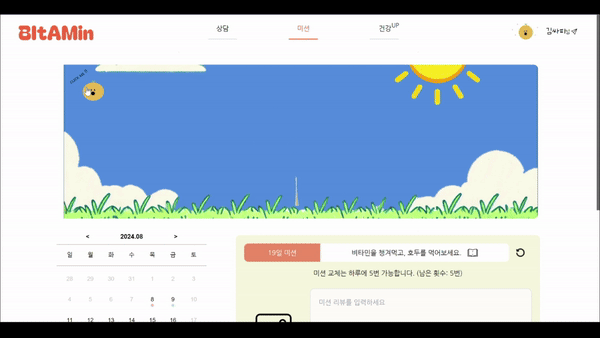 BItAMin
상담
미션
건강UP
2024.08
<
>
일 월 화 수 목 금 토
28 29 30 31 1 2 3
4 5 6 7 8 9 10
11 12 13 14 15 16 17
19일 미션
비타민을 챙겨먹고, 호두를 먹어보세요.
미션 교체는 하루에 5번 가능합니다. (남은 횟수: 5번)
미션 리뷰를 입력하세요.